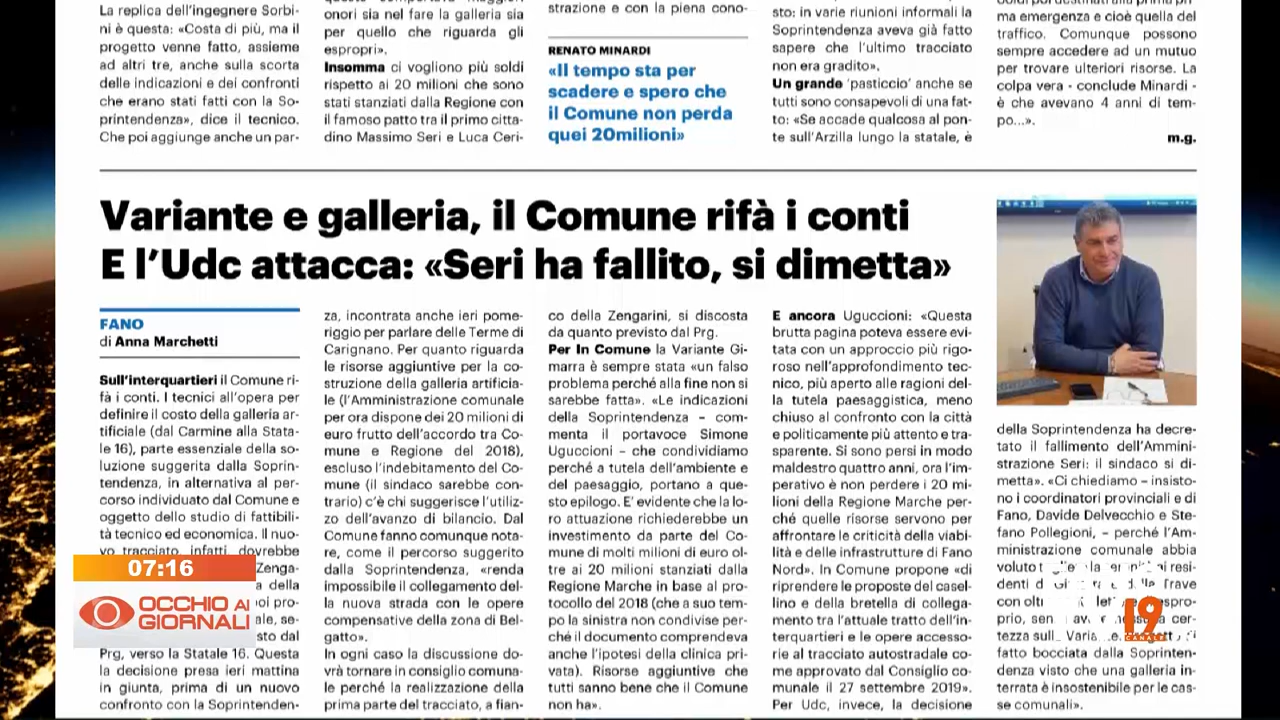 La replica dell'ingegnere Sorbi-
ni è questa: «Costa di più, ma il
progetto venne fatto, assieme
ad altri tre, anche sulla scorta
delle indicazioni e dei confronti
che erano stati fatti con la So-
printendenza», dice il tecnico.
Che poi aggiunge anche un par-
onori sia nel fare la galleria sia
per quello che riguarda gli
espropri».
Insomma ci vogliono più soldi
rispetto ai 20 milioni che sono
stati stanziati dalla Regione con
il famoso patto tra il primo citta-
dino Massimo Seri e Luca Ceri-
strazione e con la piena cono-
RENATO MINARDI
«Il tempo sta per
scadere e spero che
il Comune non perda
quei 20milioni»
sto: in varie riunioni informali la
Soprintendenza aveva già fatto
sapere che l'ultimo tracciato
non era gradito».
Un grande 'pasticcio' anche se
tutti sono consapevoli di una fat-
to: «Se accade qualcosa al pon-
te sull'Arzilla lungo la statale, è
ma emergenza e cioè quella del
traffico. Comunque possono
sempre accedere ad un mutuo
per trovare ulteriori risorse. La
colpa vera - conclude Minardi -
è che avevano 4 anni di tem-
po...».
m.g.
Variante e galleria, il Comune rifà i conti
E l'Udc attacca: «Seri ha fallito, si dimetta»
FANO
di Anna Marchetti
Sull'interquartieri il Comune ri-
fà i conti. I tecnici all'opera per
definire il costo della galleria ar-
tificiale (dal Carmine alla Stata-
le 16), parte essenziale della so-
luzione suggerita dalla Soprin-
tendenza, in alternativa al per-
corso individuato dal Comune e
oggetto dello studio di fattibili-
tà tecnico ed economica. Il nuo-
vo tracciato, infatti, dovrebbe
Zenga-
a della
oi pro-
ale, se-
sto dal
Prg, verso la Statale 16. Questa
la decisione presa ieri mattina
in giunta, prima di un nuovo
confronto con la Soprintenden-
za, incontrata anche ieri pome-
riggio per parlare delle Terme di
Carignano. Per quanto riguarda
le risorse aggiuntive per la co-
struzione della galleria artificia-
le (l'Amministrazione comunale
per ora dispone dei 20 milioni di
euro frutto dell'accordo tra Co-
mune e Regione del 2018),
escluso l'indebitamento del Co-
mune (il sindaco sarebbe con-
trario) c'è chi suggerisce l'utiliz-
zo dell'avanzo di bilancio. Dal
Comune fanno comunque nota-
re, come il percorso suggerito
dalla Soprintendenza, «renda
impossibile il collegamento del-
la nuova strada con le opere
compensative della zona di Bel-
gatto».
In ogni caso la discussione do-
vrà tornare in consiglio comuna-
le perché la realizzazione della
prima parte del tracciato, a fian-
co della Zengarini, si discosta
da quanto previsto dal Prg.
Per In Comune la Variante Gi-
marra è sempre stata «un falso
problema perché alla fine non si
sarebbe fatta». «Le indicazioni
della Soprintendenza – com-
menta il portavoce Simone
Uguccioni – che condividiamo
perché a tutela dell'ambiente e
del paesaggio, portano a que-
sto epilogo. E' evidente che la lo-
ro attuazione richiederebbe un
investimento da parte del Co-
mune di molti milioni di euro ol-
tre ai 20 milioni stanziati dalla
Regione Marche in base al pro-
tocollo del 2018 (che a suo tem-
po la sinistra non condivise per-
ché il documento comprendeva
anche l'ipotesi della clinica pri-
vata). Risorse aggiuntive che
tutti sanno bene che il Comune
non ha».
E ancora Uguccioni: «Questa
brutta pagina poteva essere evi-
tata con un approccio più rigo-
roso nell'approfondimento tec-
nico, più aperto alle ragioni del-
la tutela paesaggistica, meno
chiuso al confronto con la città
e politicamente più attento e tra-
sparente. Si sono persi in modo
maldestro quattro anni, ora l'im-
perativo è non perdere i 20 mi-
lioni della Regione Marche per-
ché quelle risorse servono per
affrontare le criticità della viabi-
lità e delle infrastrutture di Fano
Nord». In Comune propone «di
riprendere le proposte del casel-
lino e della bretella di collega-
mento tra l'attuale tratto dell'in-
terquartieri e le opere accesso-
rie al tracciato autostradale co-
me approvato dal Consiglio co-
munale il 27 settembre 2019».
Per Udc, invece, la decisione
della Soprintendenza ha decre-
tato il fallimento dell'Ammini-
strazione Seri: il sindaco si di-
metta». «Ci chiediamo – insisto-
no i coordinatori provinciali e di
Fano, Davide Delvecchio e Ste-
fano Pollegioni, – perché l'Am-
ministrazione comunale abbia
voluto resi-
denti Trave
con espro-
prio, cer-
tezza
fatto bocciata dalla Soprinten-
denza visto che una galleria in-
terrata è insostenibile per le cas-
se comunali».
07:16
OCCHIO AI
GIORNALI
19
CANALE